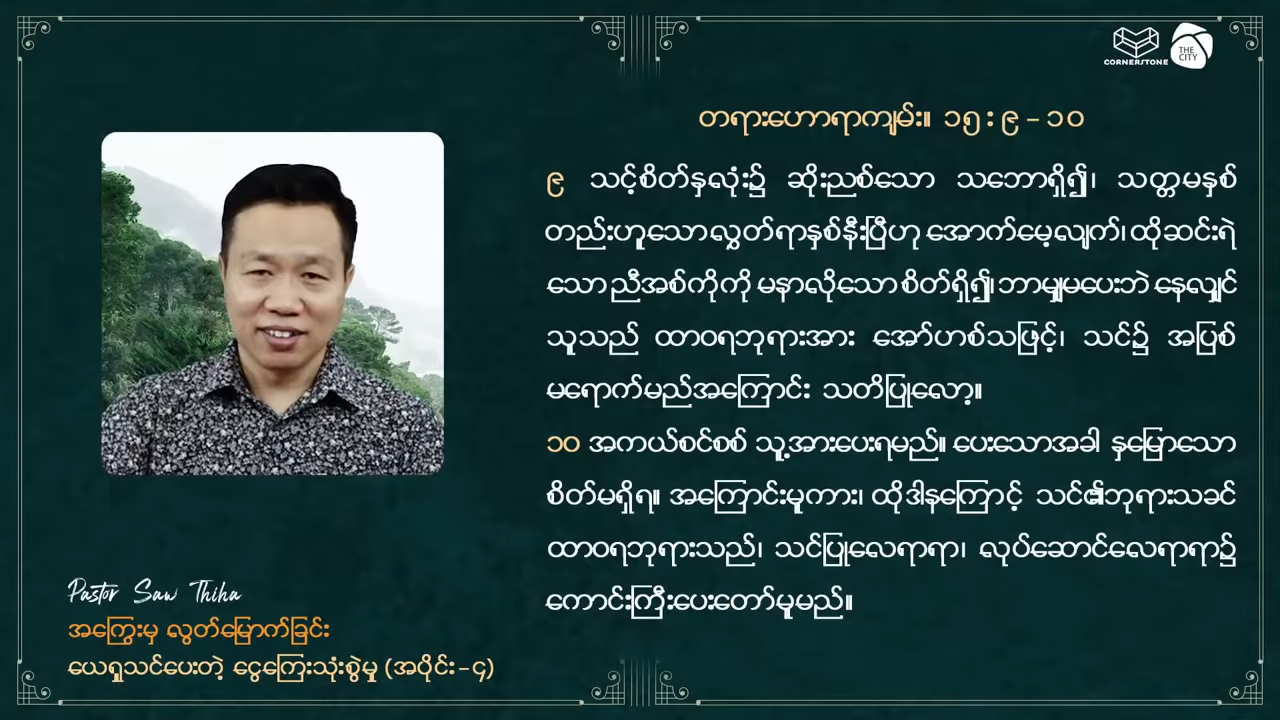 CORNERSTONE
THE
CITY
တရားဟောရာကျမ်း။ ၁၅ : ၉ – ၁၀
၉ သင့်စိတ်နှလုံး၌ ဆိုးညစ်သော သဘောရှိ၍၊ သတ္တမနှစ်
တည်းဟူသောလွှတ်ရာနှစ်နီးပြီဟု အောက်မေ့လျက်၊ ထိုဆင်းရဲ
သောညီအစ်ကိုကို မနာလိုသောစိတ်ရှိ၍၊ ဘာမျှမပေးဘဲ နေလျှင်
သူသည် ထာဝရဘုရားအား အော်ဟစ်သဖြင့်၊ သင်၌ အပြစ်
မရောက်မည်အကြောင်း သတိပြုလော့။
၁၀ အကယ်စင်စစ် သူ့အားပေးရမည်။ ပေးသောအခါ နှမြောသော
စိတ်မရှိရ။ အကြောင်းမူကား၊ ထိုဒါနကြောင့် သင်၏ဘုရားသခင်
ထာဝရဘုရားသည်၊ သင်ပြုလေရာရာ၊ လုပ်ဆောင်လေရာရာ၌
ကောင်းကြီးပေးတော်မူမည်။
Pastor Saw Thiha
အကြွေးမှ လွတ်မြောက်ခြင်း
ယေရှုသင်ပေးတဲ့ ငွေကြေးသုံးစွဲမှု (အပိုင်း – ၄)